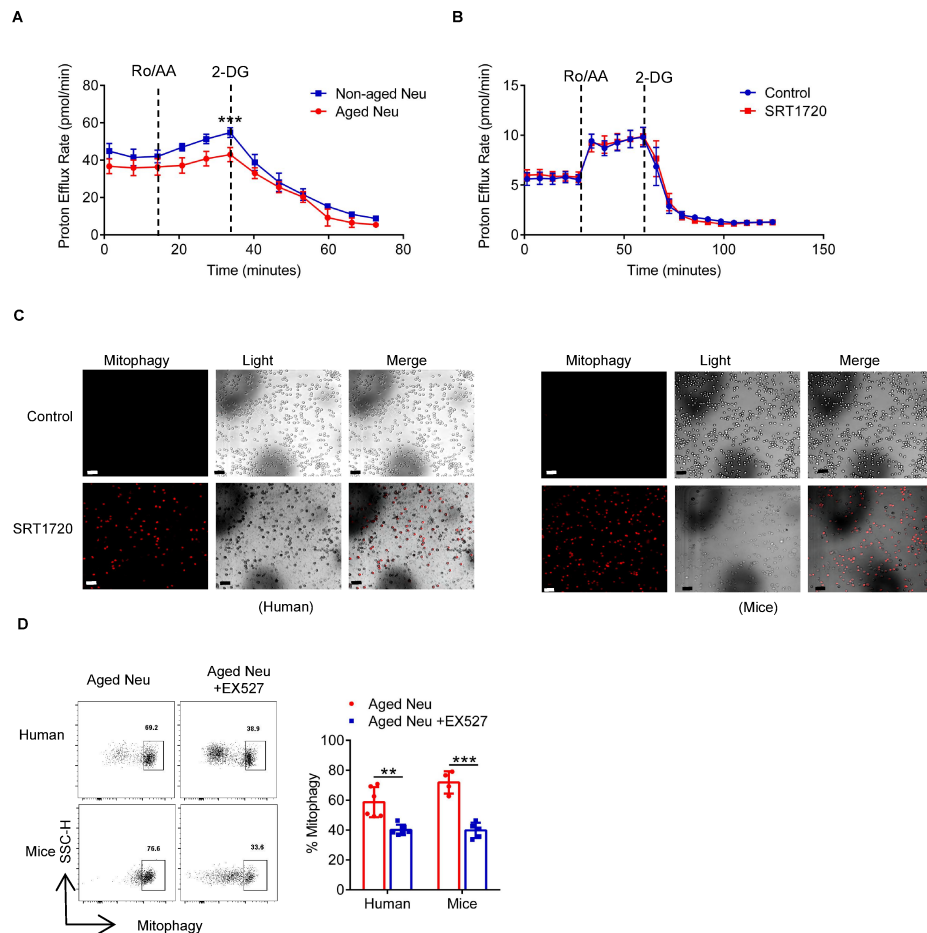 A
Ro/AA
2-DG
Non-aged Neu
Aged Neu
***
Proton Efflux Rate (pmol/min)
60
40
20
0
0
20
40
60
80
Time (minutes)
B
Ro/AA
2-DG
Control
SRT1720
Proton Efflux Rate (pmol/min)
15
10
5
0
0
50
100
150
Time (minutes)
C
Mitophagy
Light
Merge
Mitophagy
Light
Merge
Control
SRT1720
(Human)
(Mice)
D
Aged Neu
Aged Neu
+EX527
Human
69.2
38.9
Mice
76.6
33.6
SSC-H
Mitophagy
Aged Neu
Aged Neu +EX527
% Mitophagy
100
80
60
40
20
0
**
***
Human
Mice